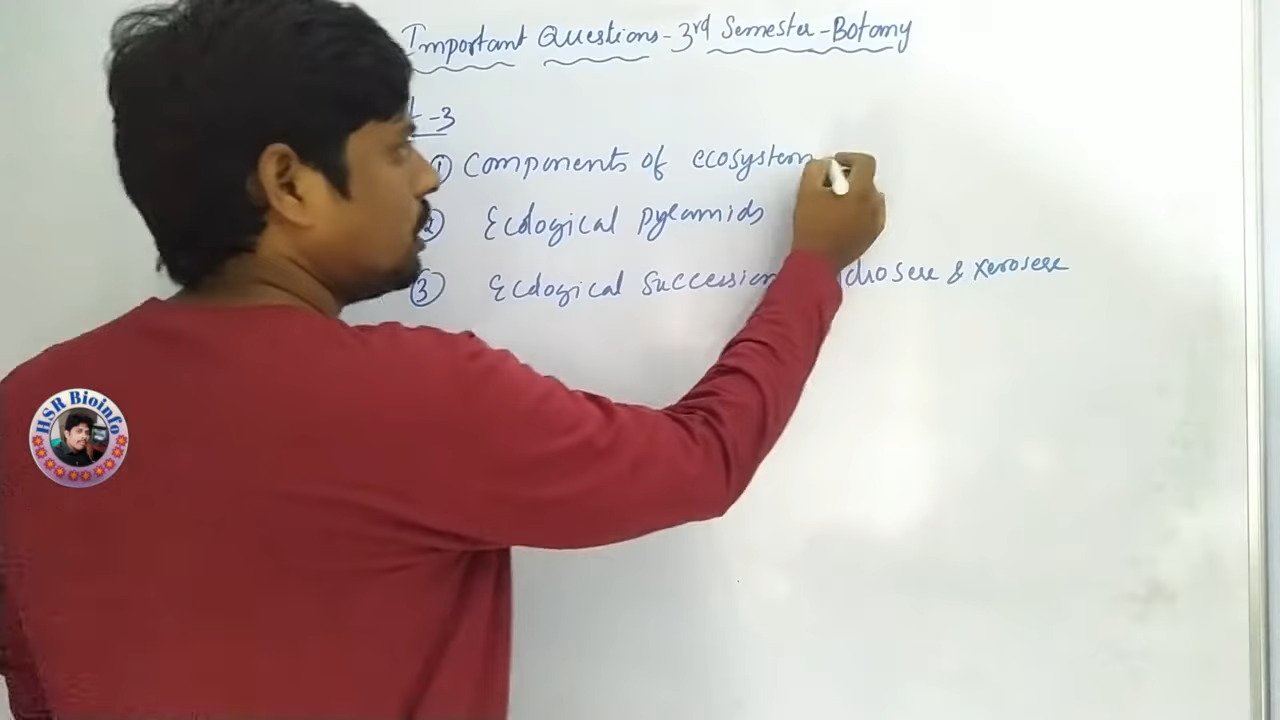 Important Questions - 3rd Semester - Botany
-3
① Components of ecosystem
② Ecological pyramids
③ Ecological Succession & Xerosere
HSR Bioinfo